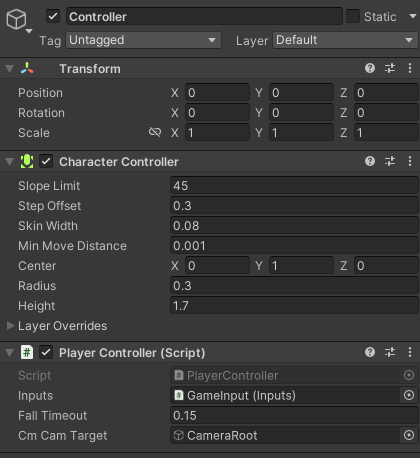 Controller Static
Tag Untagged Layer Default
Transform
Position X 0 Y 0 Z 0
Rotation X 0 Y 0 Z 0
Scale X 1 Y 1 Z 1
Character Controller
Slope Limit 45
Step Offset 0.3
Skin Width 0.08
Min Move Distance 0.001
Center X 0 Y 1 Z 0
Radius 0.3
Height 1.7
Layer Overrides
# Player Controller (Script)
Script # PlayerController
Inputs # GameInput (Inputs)
Fall Timeout 0.15
Cm Cam Target CameraRoot